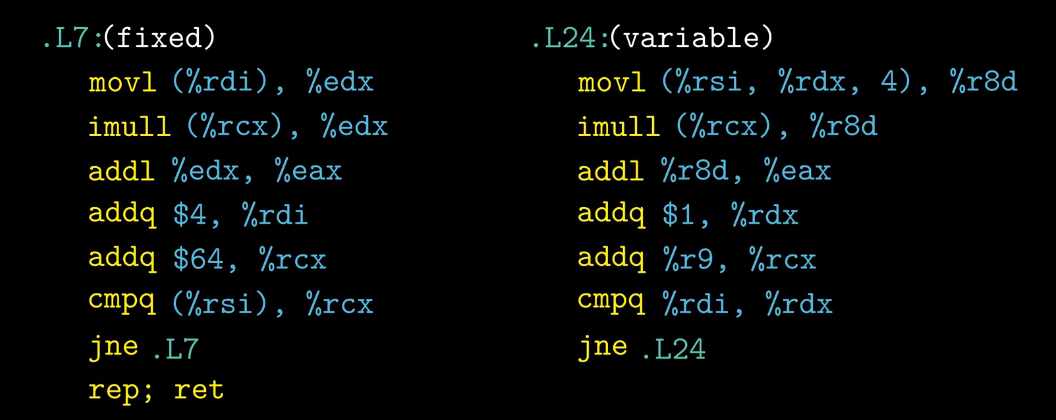 .L7:(fixed)
movl (%rdi), %edx
imull (%rcx), %edx
addl %edx, %eax
addq $4, %rdi
addq $64, %rcx
cmpq (%rsi), %rcx
jne .L7
rep; ret
.L24:(variable)
movl (%rsi, %rdx, 4), %r8d
imull (%rcx), %r8d
addl %r8d, %eax
addq $1, %rdx
addq %r9, %rcx
cmpq %rdi, %rdx
jne .L24